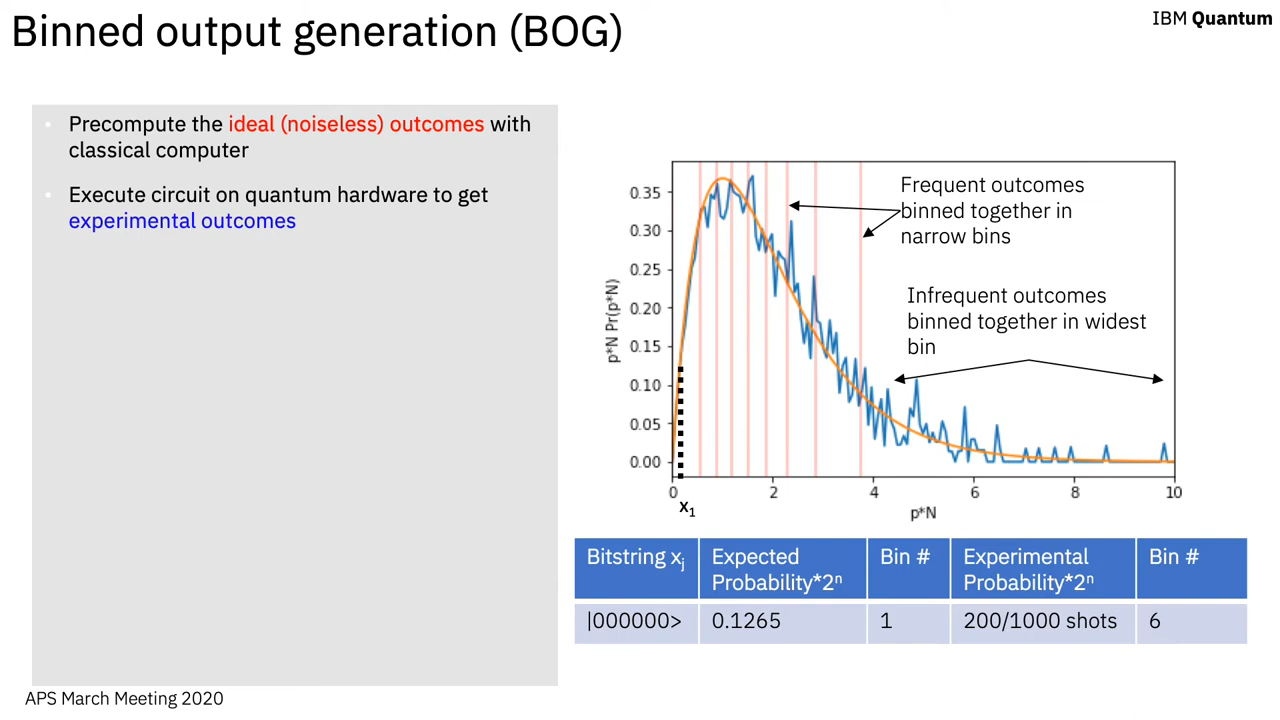 Binned output generation (BOG)
IBM Quantum
Precompute the ideal (noiseless) outcomes with
classical computer
Execute circuit on quantum hardware to get
experimental outcomes
Frequent outcomes
binned together in
narrow bins
Infrequent outcomes
binned together in widest
bin
p*N Pr(p*N)
0.35
0.30
0.25
0.20
0.15
0.10
0.05
0.00
0 2 4 6 8 10
x₁
p*N
Bitstring xⱼ Expected Probability*2ⁿ Bin # Experimental Probability*2ⁿ Bin #
|000000> 0.1265 1 200/1000 shots 6
APS March Meeting 2020